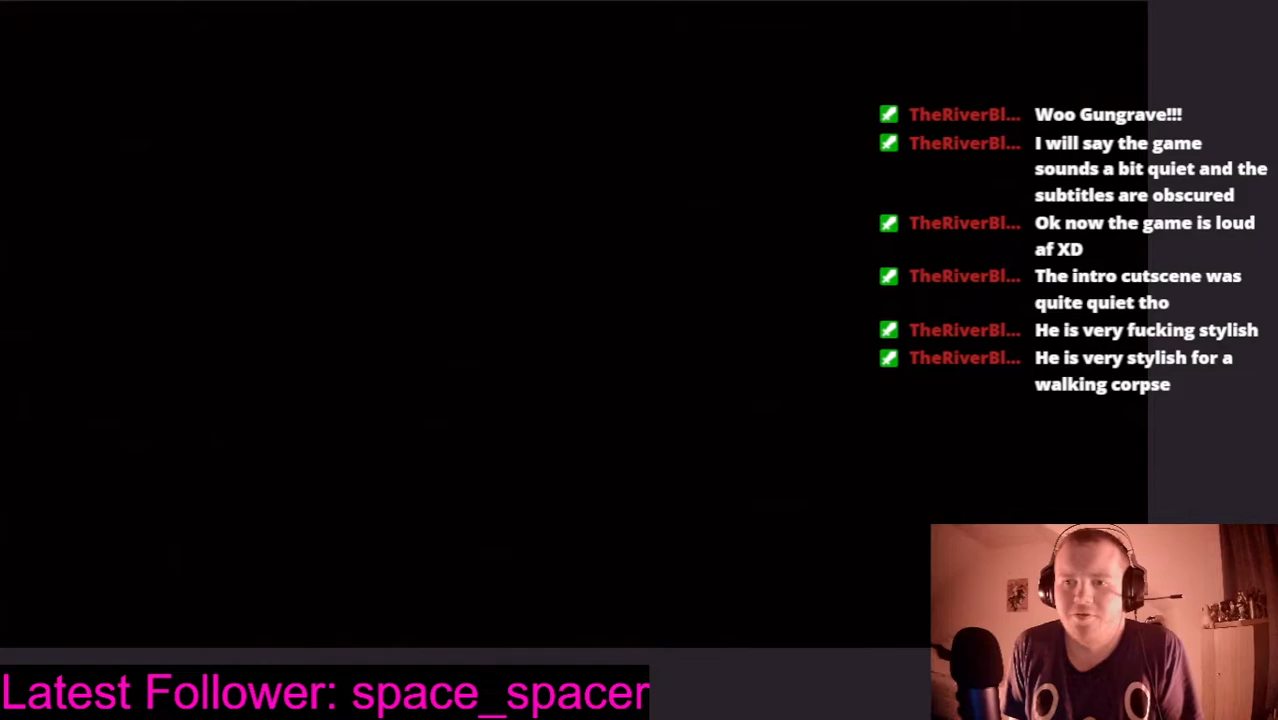 TheRiverBl... Woo Gungrave!!!
TheRiverBl... I will say the game
sounds a bit quiet and the
subtitles are obscured
TheRiverBl... Ok now the game is loud
af XD
TheRiverBl... The intro cutscene was
quite quiet tho
TheRiverBl... He is very fucking stylish
TheRiverBl... He is very stylish for a
walking corpse
Latest Follower: space_spacer